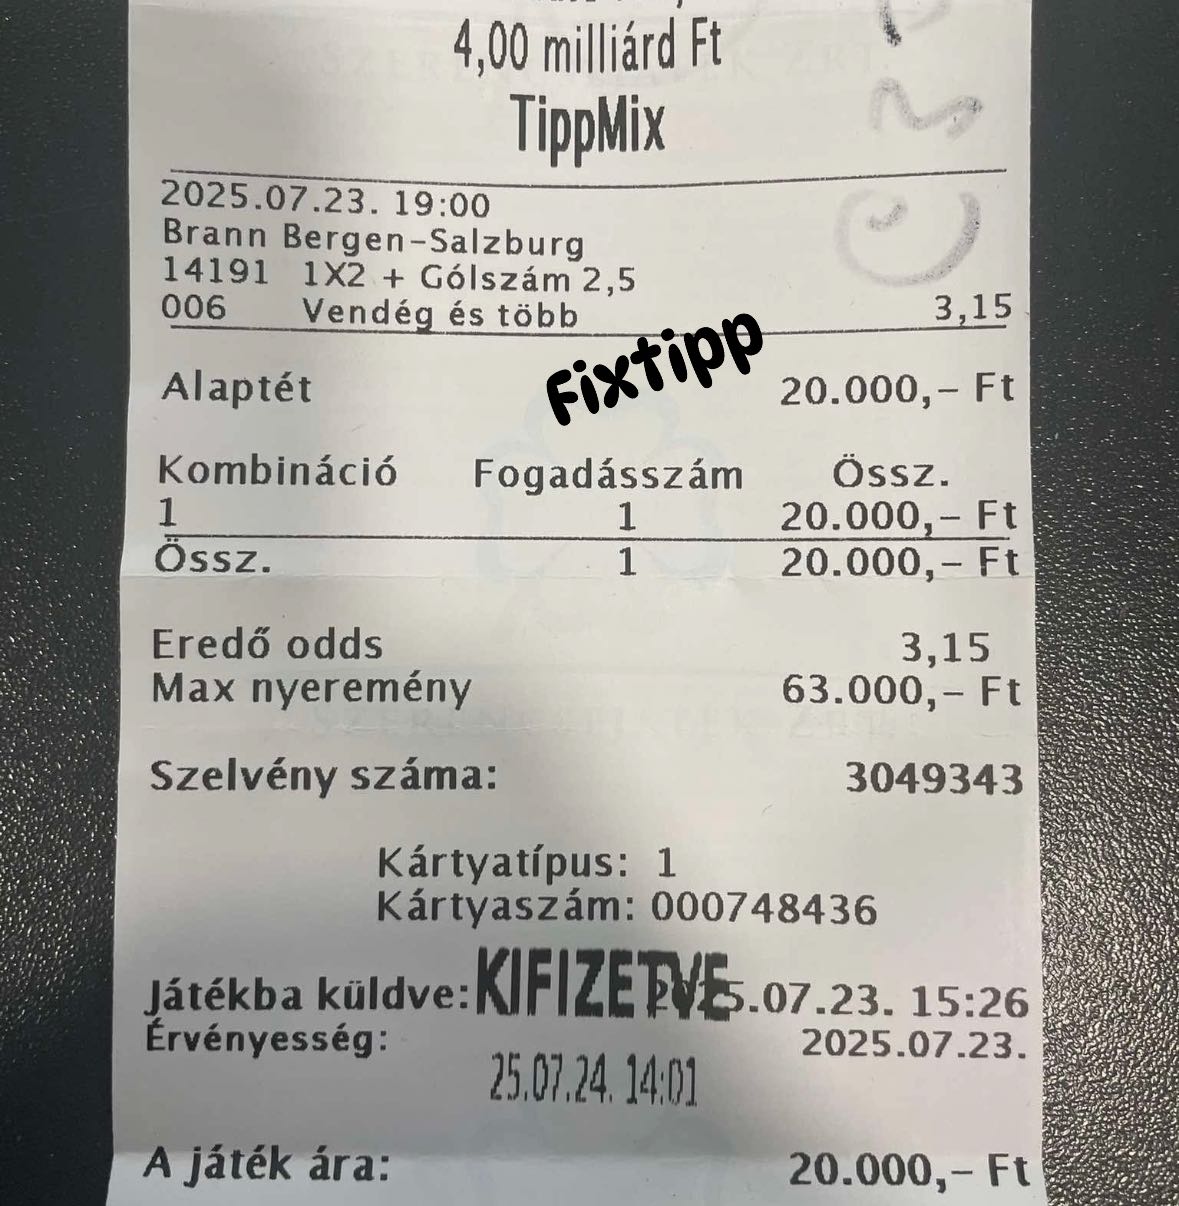 4,00 milliárd Ft
TippMix
2025.07.23. 19:00
Brann Bergen-Salzburg
14191 1X2 + Gólszám 2,5
006 Vendég és több 3,15
Fixtipp
Alaptét 20.000,- Ft
Kombináció Fogadásszám Össz.
1 1 20.000,- Ft
Össz. 1 20.000,- Ft
Eredő odds 3,15
Max nyeremény 63.000,- Ft
Szelvény száma: 3049343
Kártyatípus: 1
Kártyaszám: 000748436
KIFIZETVE
Játékba küldve: 5.07.23. 15:26
Érvényesség: 2025.07.23.
25.07.24. 14:01
A játék ára: 20.000,- Ft